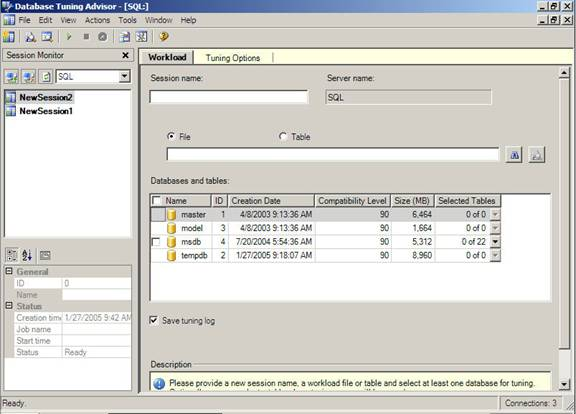 Database Tuning Advisor - [SQL:]
File Edit View Actions Tools Window Help
Session Monitor
SQL
NewSession2
NewSession1
General
ID 0
Name
Status
Creation time 1/27/2005 9:42 AM
Job name
Start time
Status Ready
Workload Tuning Options
Session name: Server name:
SQL
File Table
Databases and tables:
Name ID Creation Date Compatibility Level Size (MB) Selected Tables
master 1 4/8/2003 9:13:36 AM 90 6,464 0 of 0
model 3 4/8/2003 9:13:36 AM 90 1,664 0 of 0
msdb 4 7/20/2004 5:54:36 AM 90 5,312 0 of 22
tempdb 2 1/27/2005 9:18:07 AM 90 8,960 0 of 0
Save tuning log
Description
Please provide a new session name, a workload file or table and select at least one database for tuning.
Ready. Connections: 3